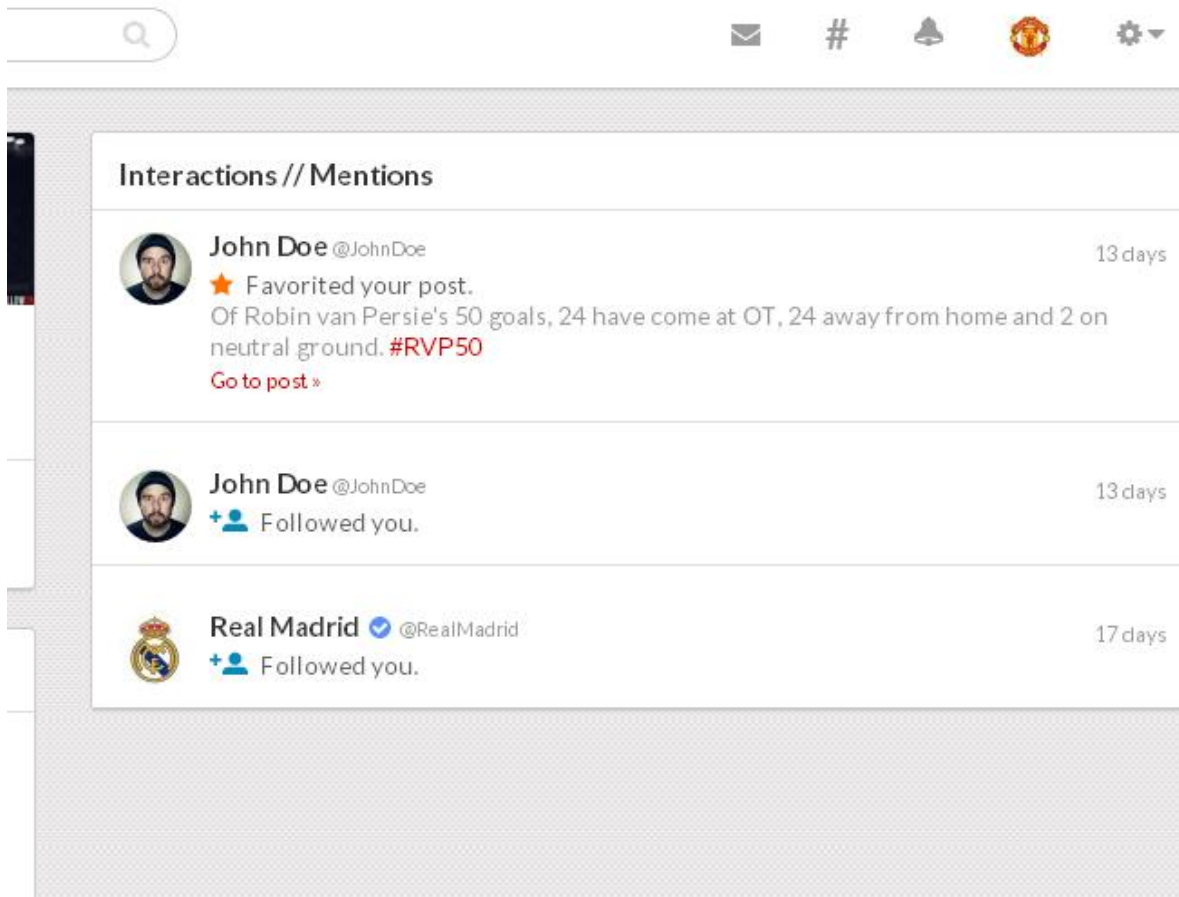 #
Interactions // Mentions
John Doe @JohnDoe
13 days
Favorited your post.
Of Robin van Persie's 50 goals, 24 have come at OT, 24 away from home and 2 on
neutral ground. #RVP50
Go to post »
John Doe @JohnDoe
13 days
Followed you.
Real Madrid @RealMadrid
17 days
Followed you.